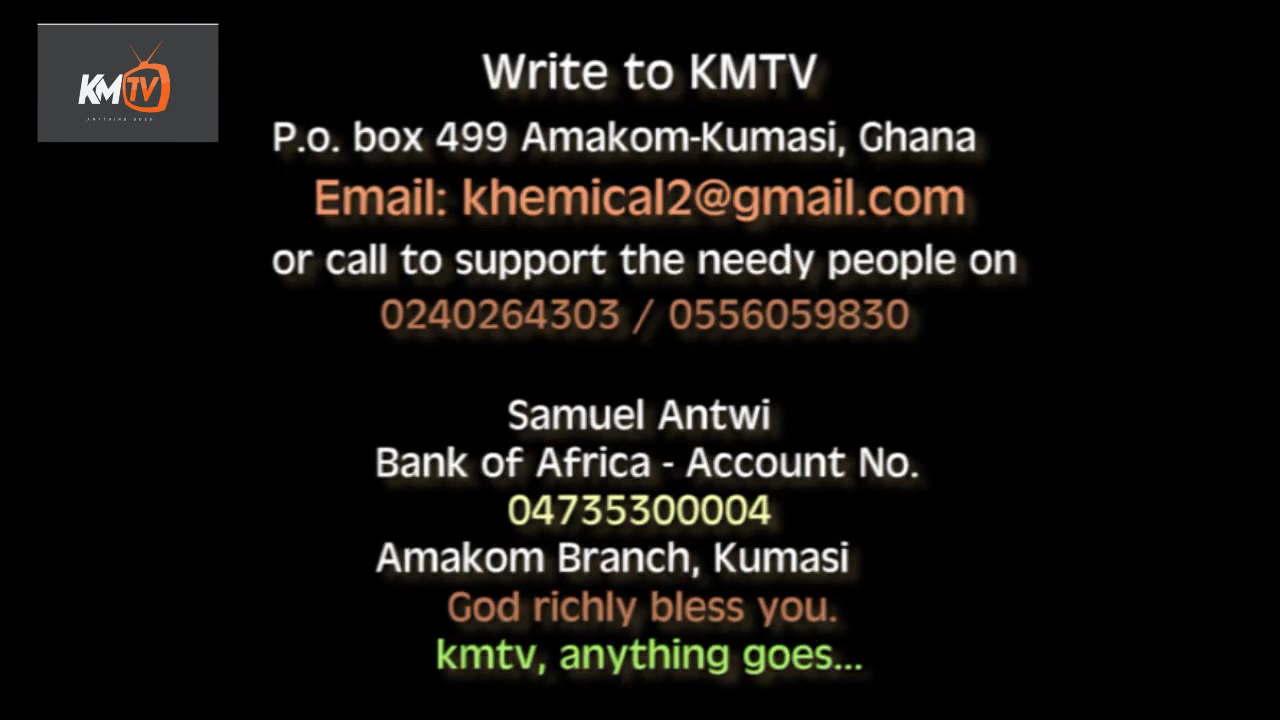 KMTV
ANYTHING GOES
Write to KMTV
P.o. box 499 Amakom-Kumasi, Ghana
Email: khemical2@gmail.com
or call to support the needy people on
0240264303 / 0556059830
Samuel Antwi
Bank of Africa - Account No.
04735300004
Amakom Branch, Kumasi
God richly bless you.
kmtv, anything goes...